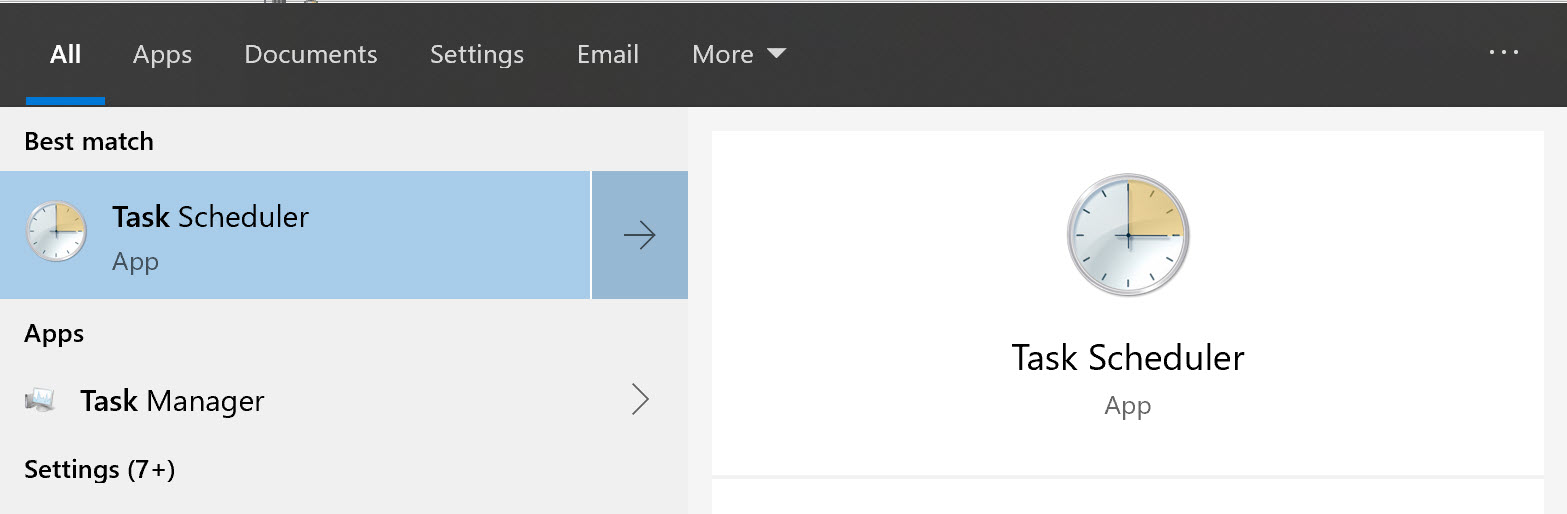 All Apps Documents Settings Email More
Best match
Task Scheduler
App
Apps
Task Manager
Settings (7+)
Task Scheduler
App